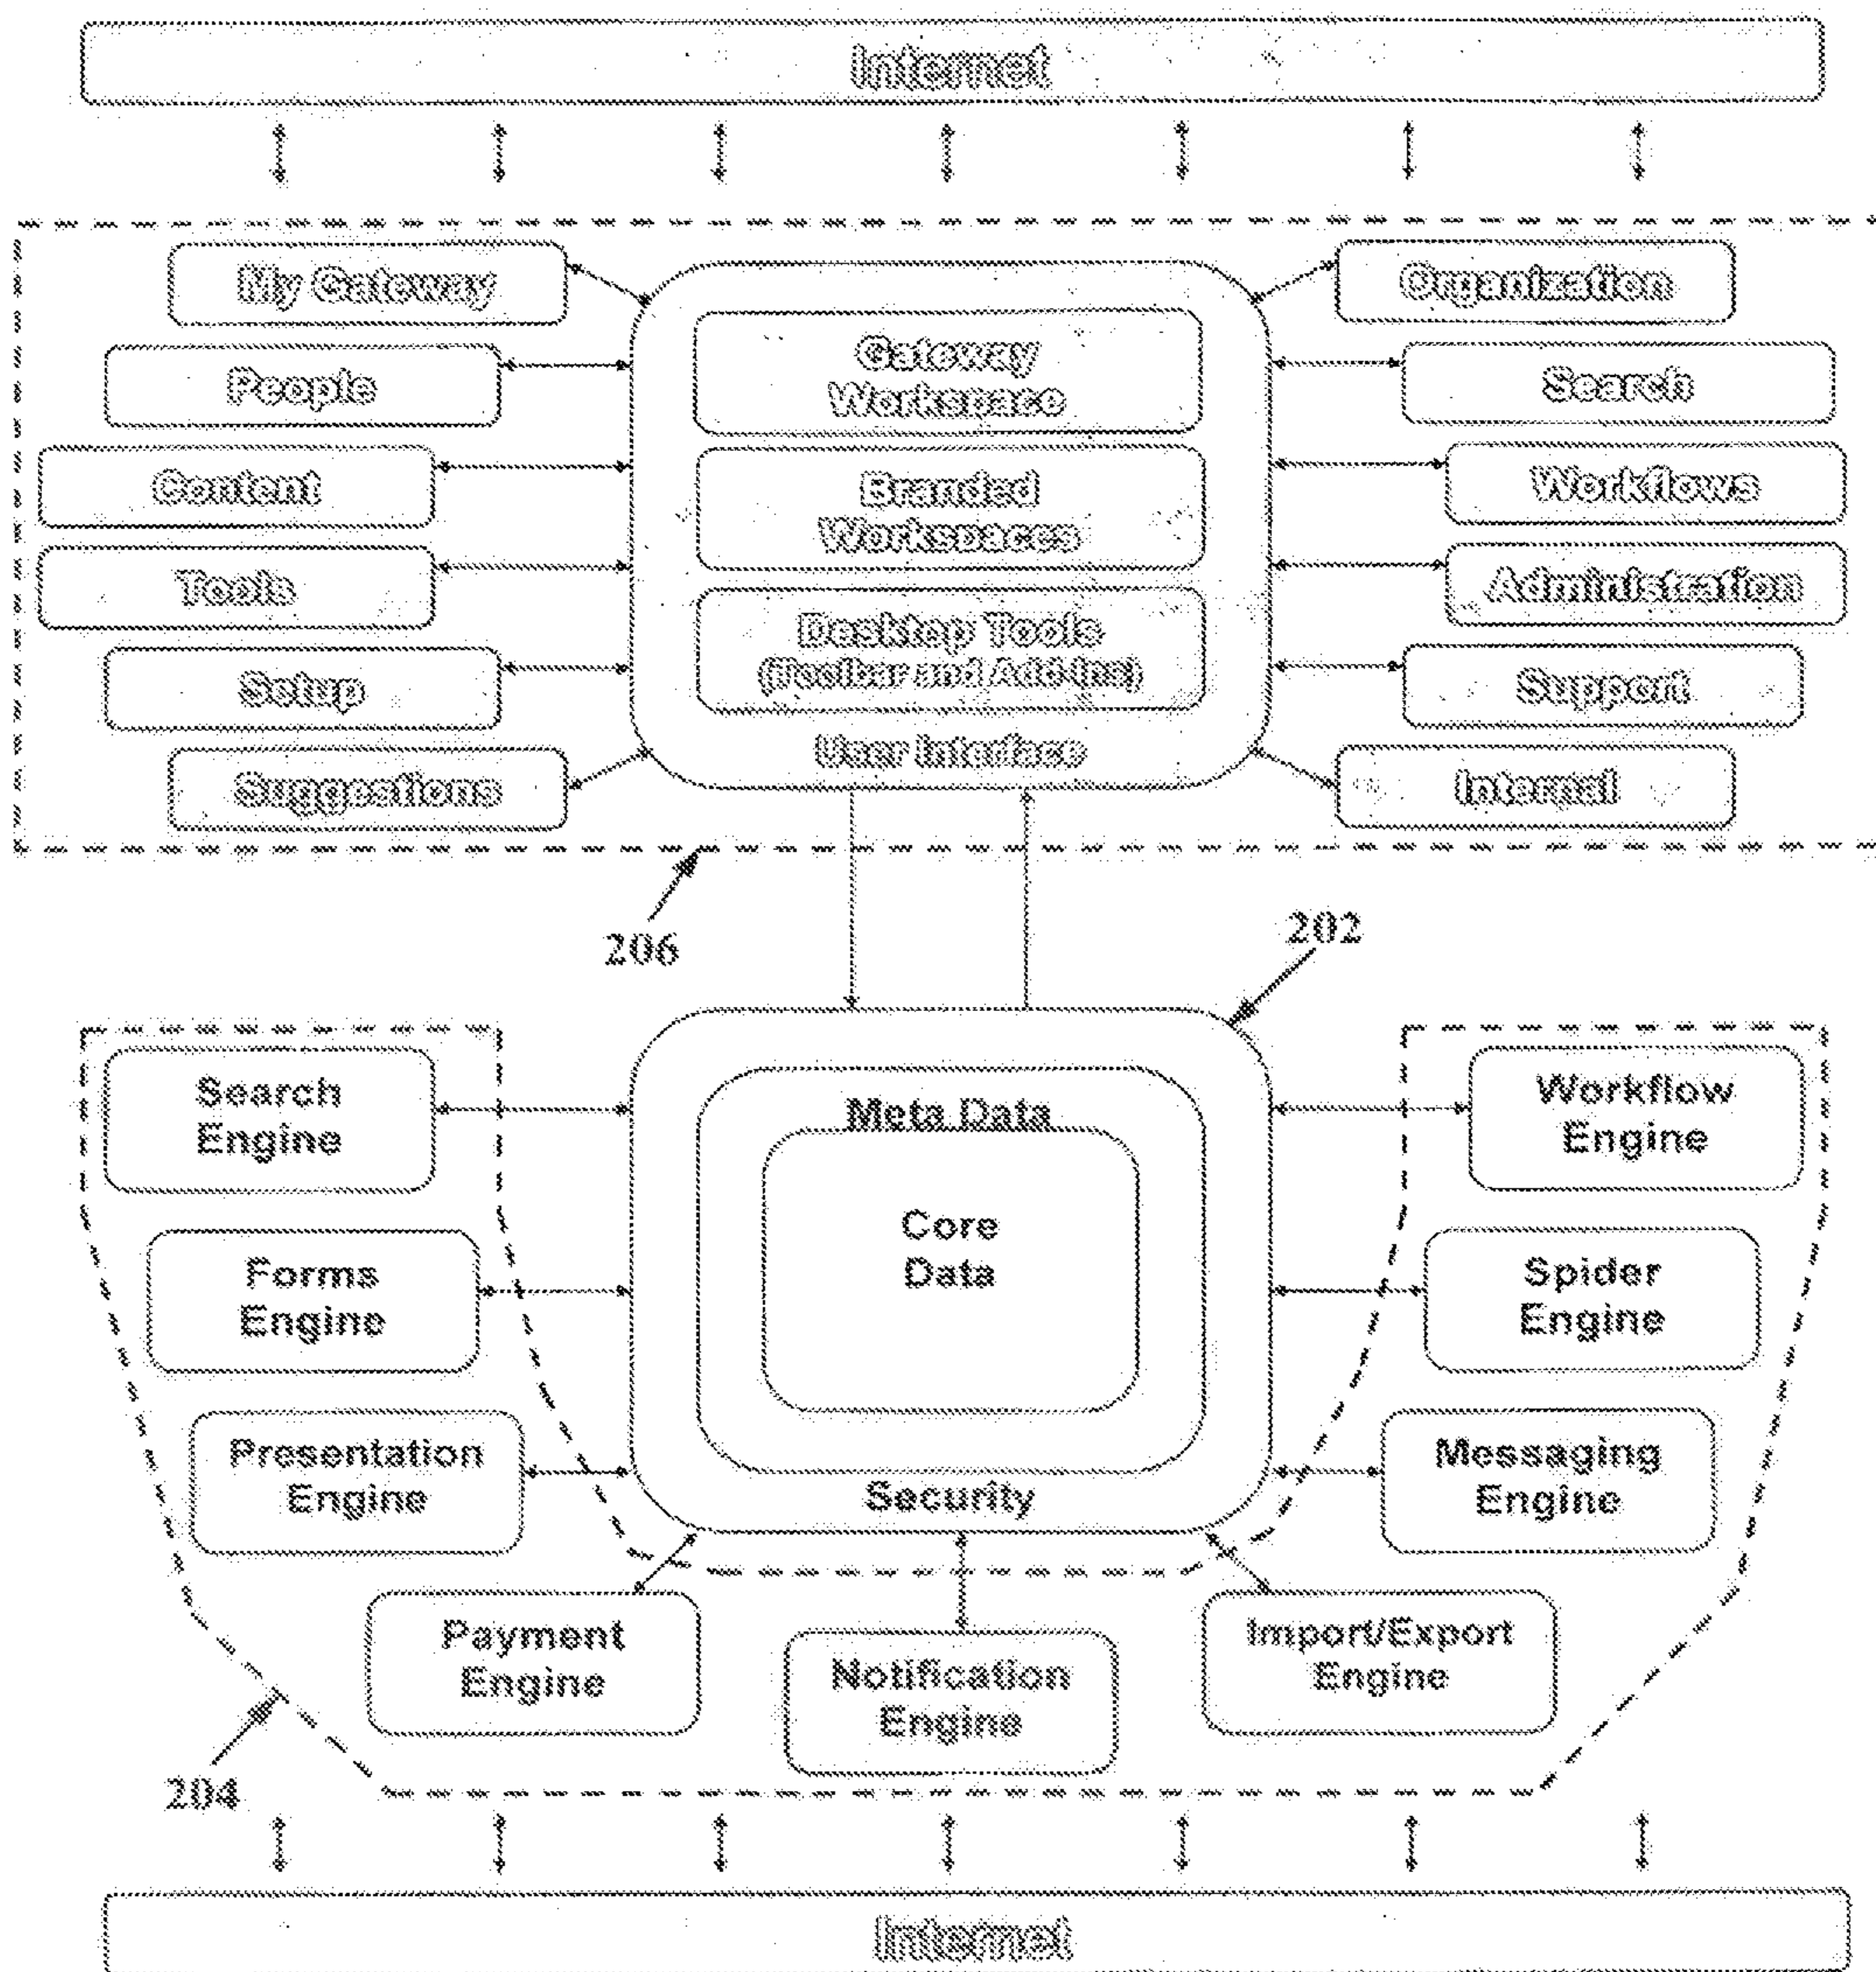 Internet
My Gateway
People
Content
Tools
Setup
Suggestions
Gateway
Workspace
Branded
Workspaces
Desktop Tools
(Toolbar and Add-Ins)
User Interface
Organization
Search
Workflows
Administration
Support
Internal
206
202
Search
Engine
Forms
Engine
Presentation
Engine
Payment
Engine
Meta Data
Core
Data
Security
Notification
Engine
Workflow
Engine
Spider
Engine
Messaging
Engine
Import/Export
Engine
204
Internet